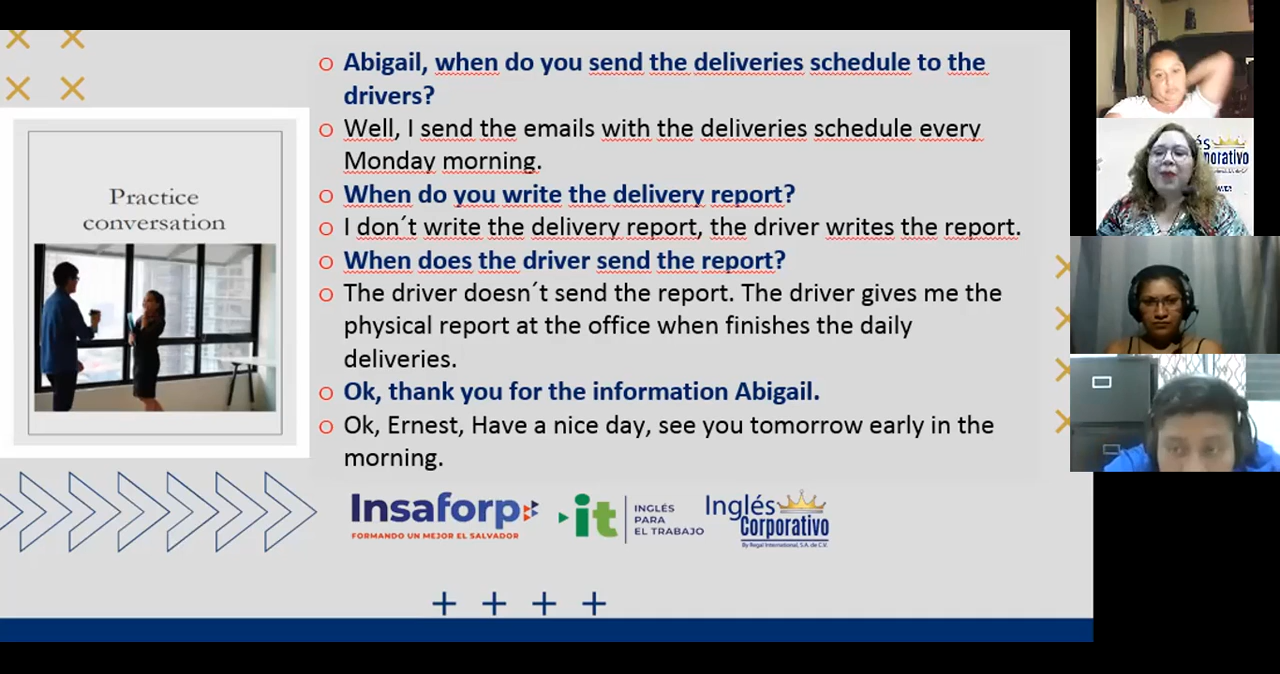 Abigail, when do you send the deliveries schedule to the
drivers?
Well, I send the emails with the deliveries schedule every
Monday morning.
When do you write the delivery report?
I don´t write the delivery report, the driver writes the report.
When does the driver send the report?
The driver doesn´t send the report. The driver gives me the
physical report at the office when finishes the daily
deliveries.
Ok, thank you for the information Abigail.
Ok, Ernest, Have a nice day, see you tomorrow early in the
morning.
Practice
conversation
Insaforp
FORMANDO UN MEJOR EL SALVADOR
it
INGLÉS
PARA
EL TRABAJO
Inglés
Corporativo
By Regal International, S.A. de C.V.
és
porativo